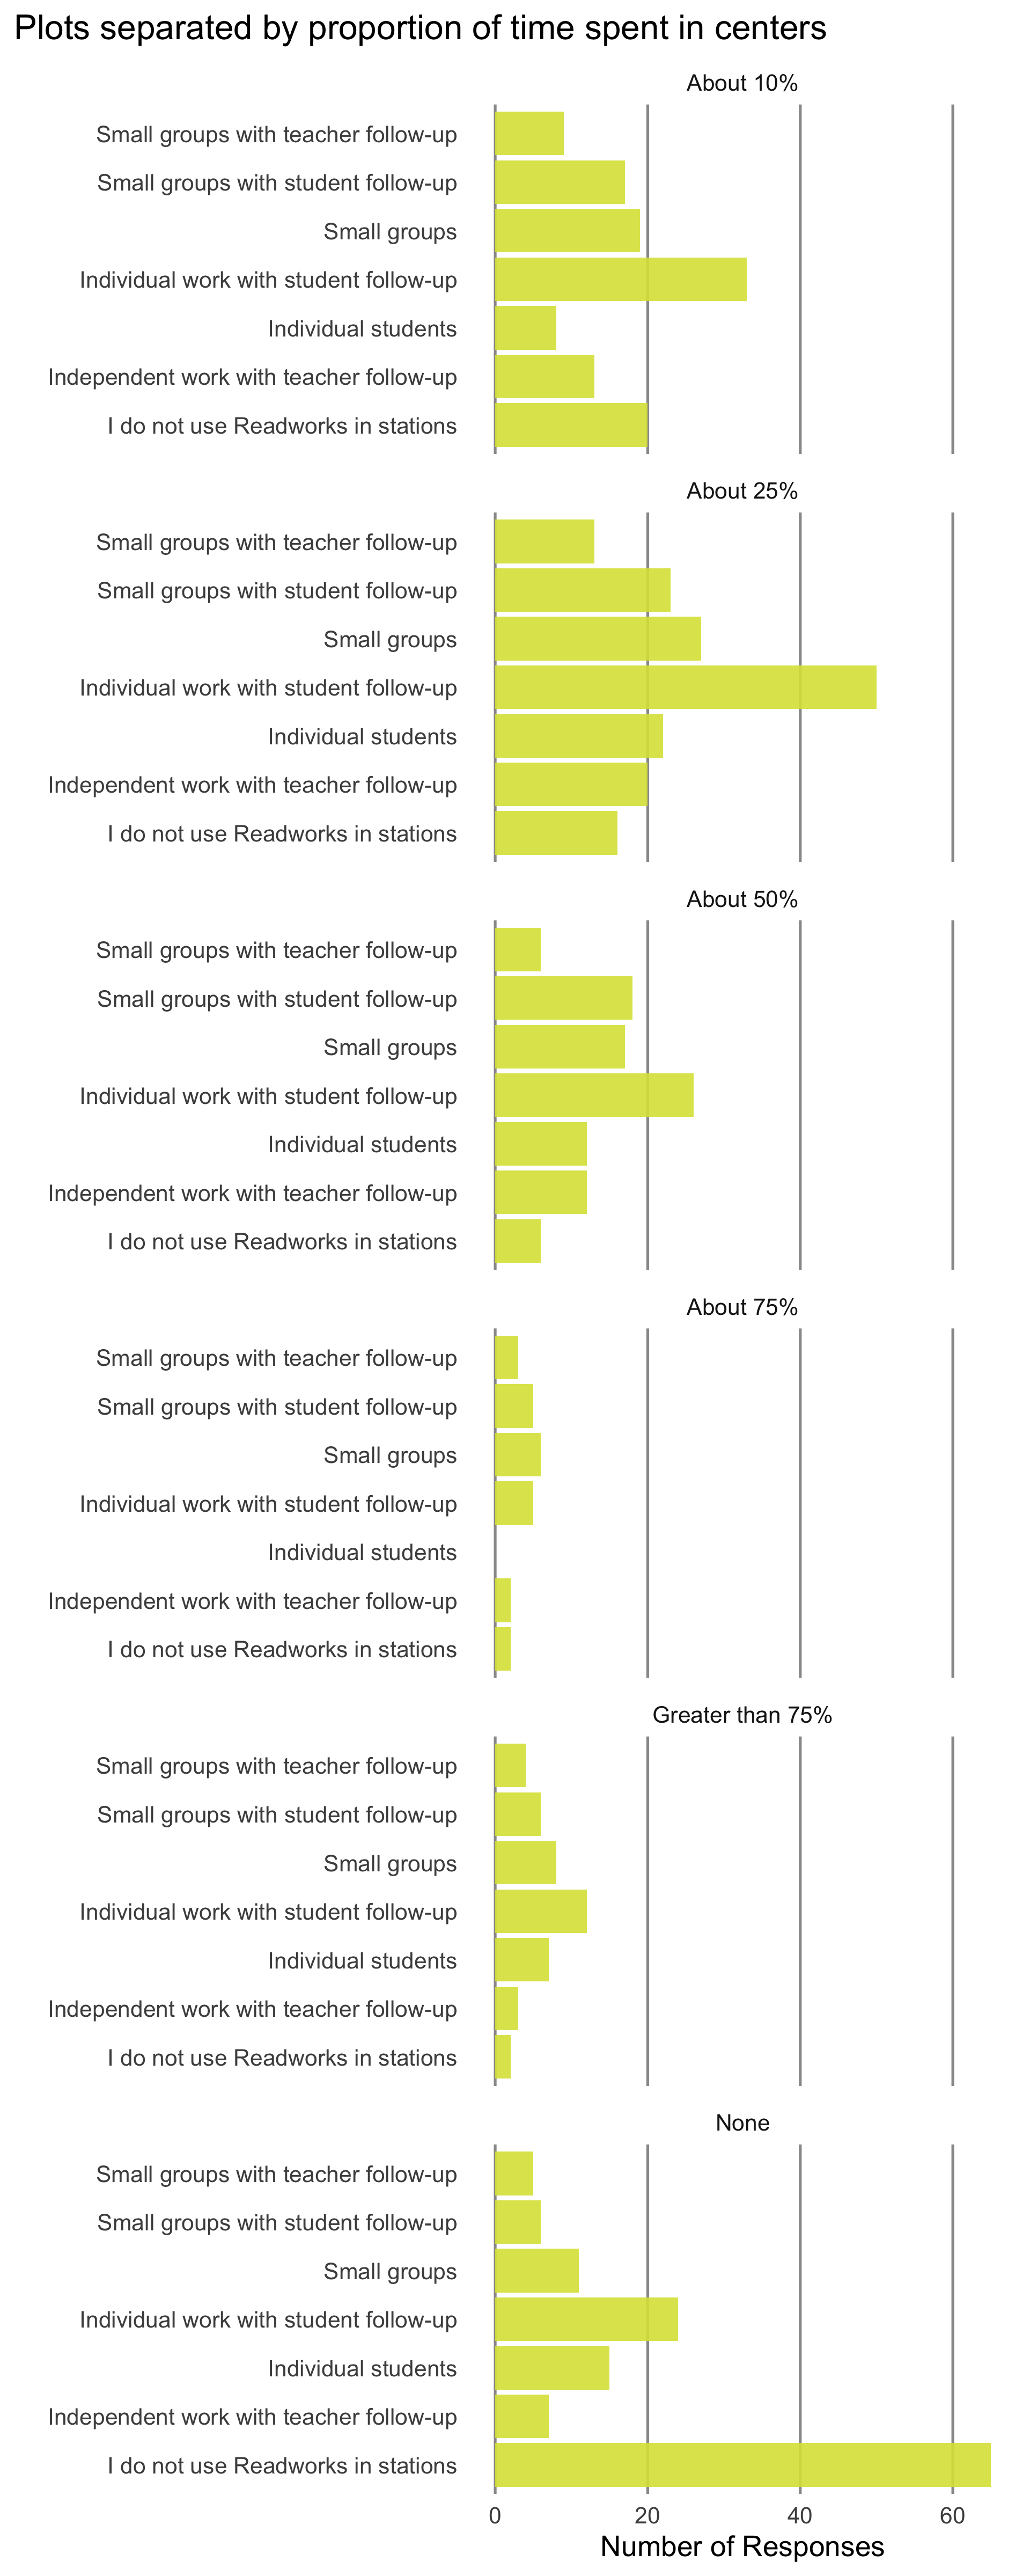 Plots separated by proportion of time spent in centers
About 10%
Small groups with teacher follow-up
Small groups with student follow-up
Small groups
Individual work with student follow-up
Individual students
Independent work with teacher follow-up
I do not use Readworks in stations
About 25%
Small groups with teacher follow-up
Small groups with student follow-up
Small groups
Individual work with student follow-up
Individual students
Independent work with teacher follow-up
I do not use Readworks in stations
About 50%
Small groups with teacher follow-up
Small groups with student follow-up
Small groups
Individual work with student follow-up
Individual students
Independent work with teacher follow-up
I do not use Readworks in stations
About 75%
Small groups with teacher follow-up
Small groups with student follow-up
Small groups
Individual work with student follow-up
Individual students
Independent work with teacher follow-up
I do not use Readworks in stations
Greater than 75%
Small groups with teacher follow-up
Small groups with student follow-up
Small groups
Individual work with student follow-up
Individual students
Independent work with teacher follow-up
I do not use Readworks in stations
None
Small groups with teacher follow-up
Small groups with student follow-up
Small groups
Individual work with student follow-up
Individual students
Independent work with teacher follow-up
I do not use Readworks in stations
0 20 40 60
Number of Responses